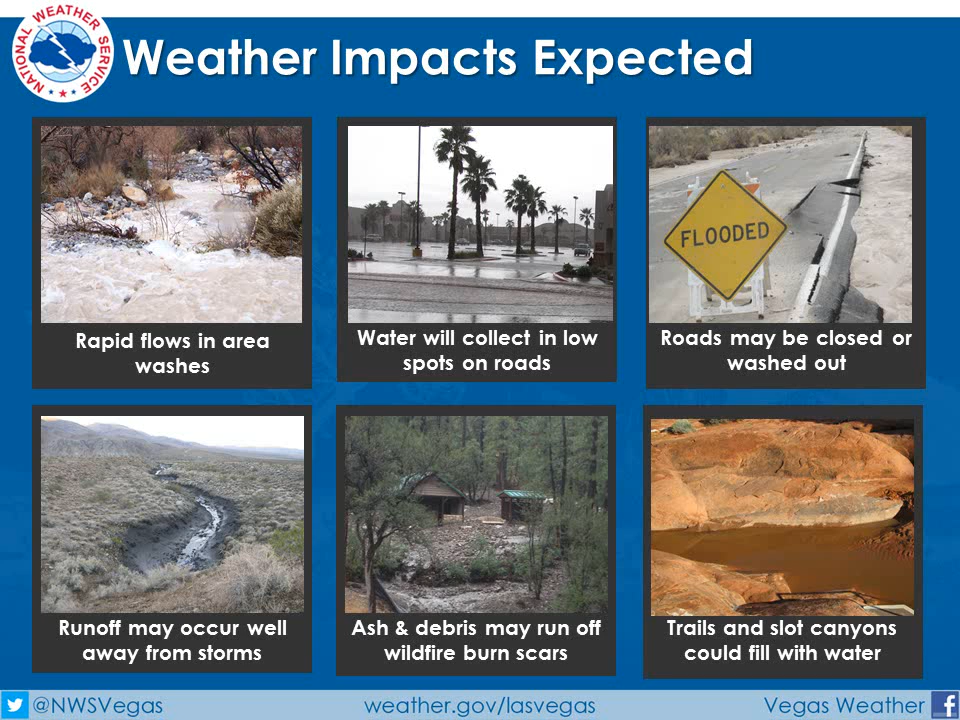 NATIONAL WEATHER SERVICE
Weather Impacts Expected
Rapid flows in area
washes
Water will collect in low
spots on roads
FLOODED
Roads may be closed or
washed out
Runoff may occur well
away from storms
Ash & debris may run off
wildfire burn scars
Trails and slot canyons
could fill with water
@NWSVegas
weather.gov/lasvegas
Vegas Weather